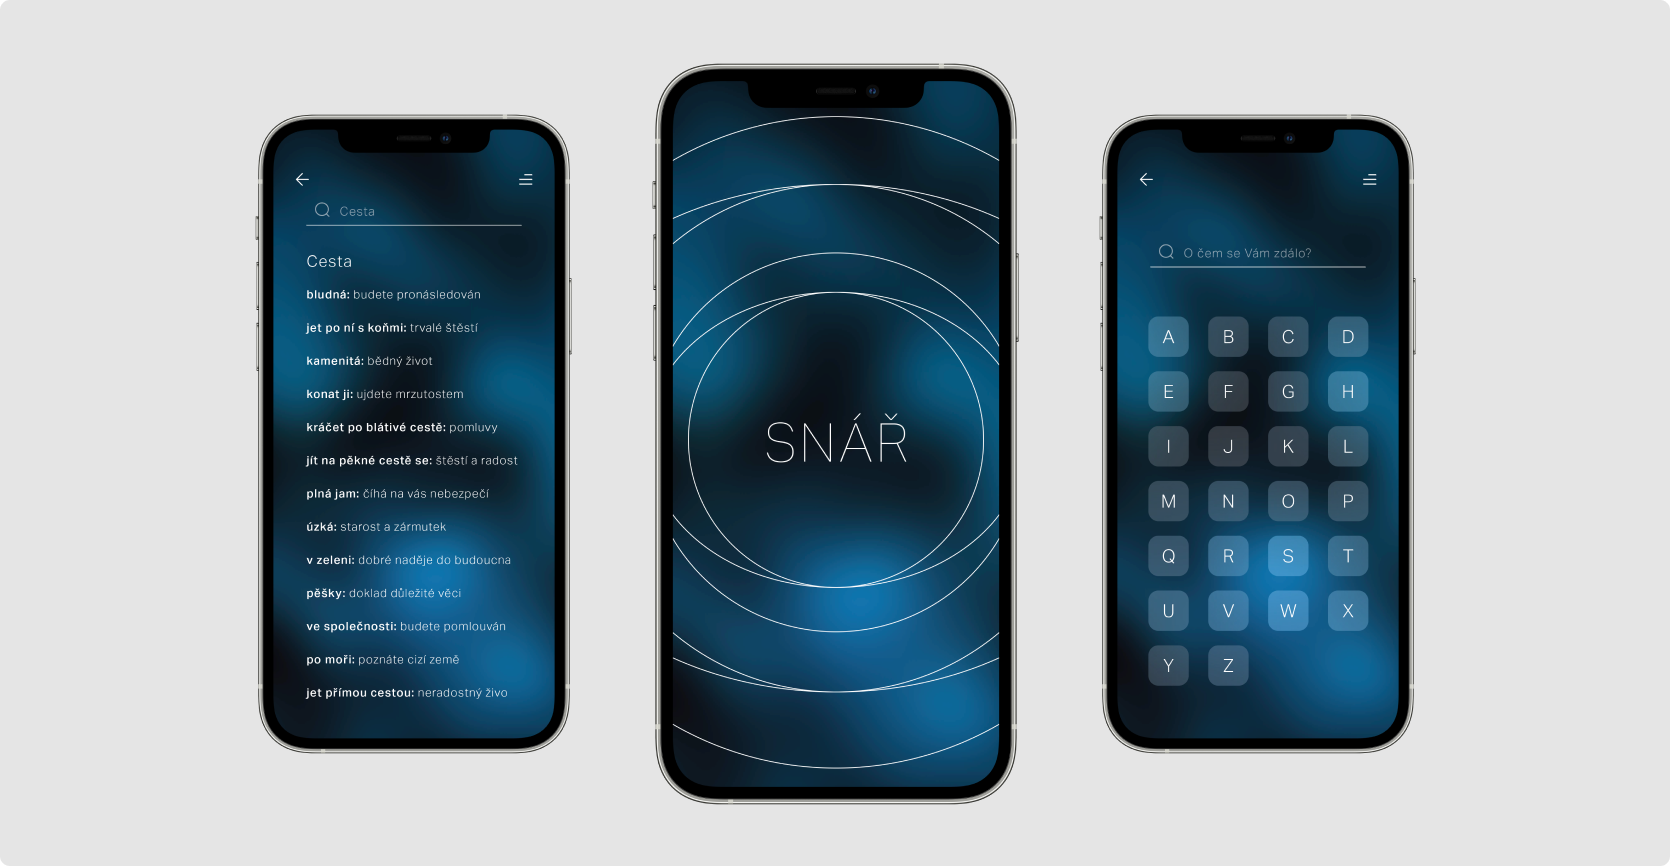 Cesta
Cesta
bludná: budete pronásledován
jet po ní s koňmi: trvalé štěstí
kamenitá: bědný život
konat ji: ujdete mrzutostem
kráčet po blátivé cestě: pomluvy
jít na pěkné cestě se: štěstí a radost
plná jam: číhá na vás nebezpečí
úzká: starost a zármutek
v zeleni: dobré naděje do budoucna
pěšky: doklad důležité věci
ve společnosti: budete pomlouván
po moři: poznáte cizí země
jet přímou cestou: neradostný živo
SNÁŘ
O čem se Vám zdálo?
A B C D
E F G H
I J K L
M N O P
Q R S T
U V W X
Y Z